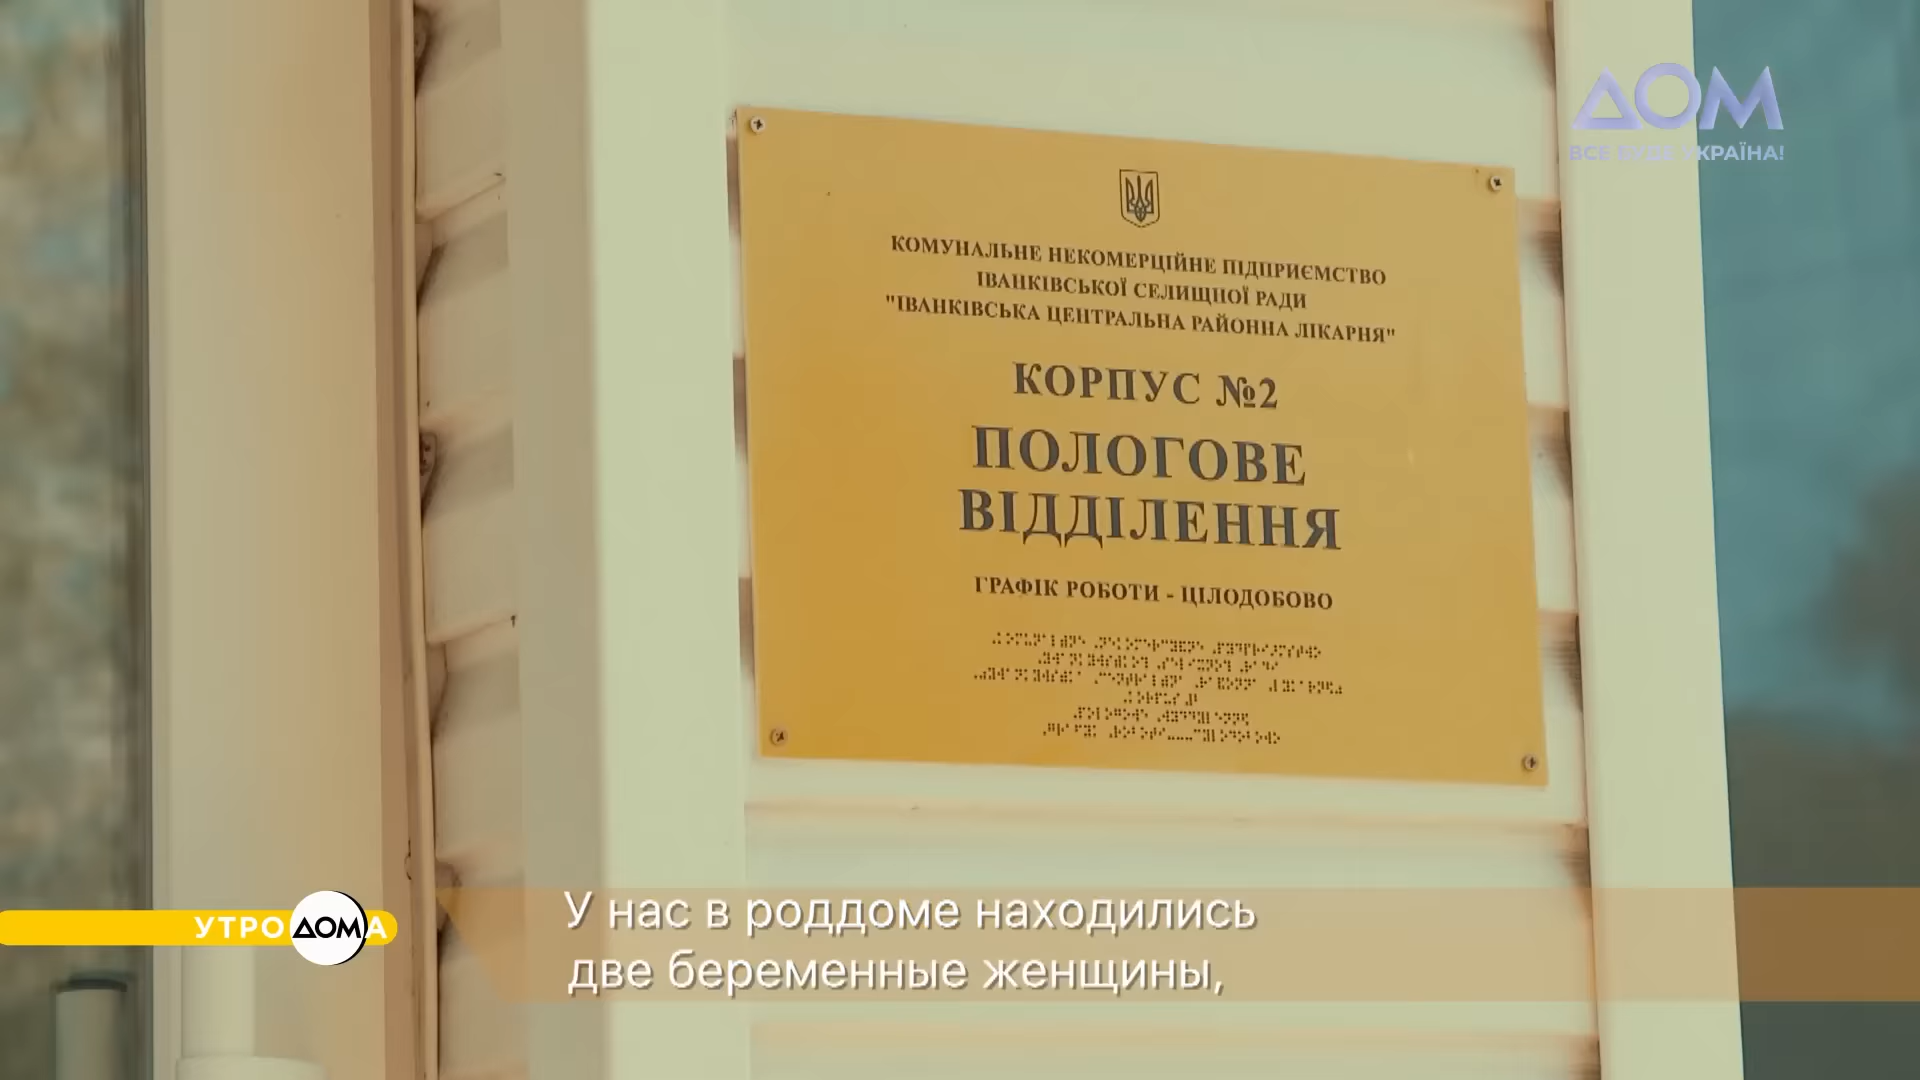 ДОМ
ВСЕ БУДЕ УКРАЇНА!
КОМУНАЛЬНЕ НЕКОМЕРЦІЙНЕ ПІДПРИЄМСТВО
ІВАНКІВСЬКОЇ СЕЛИЩНОЇ РАДИ
"ІВАНКІВСЬКА ЦЕНТРАЛЬНА РАЙОННА ЛІКАРНЯ"
КОРПУС №2
ПОЛОГОВЕ
ВІДДІЛЕННЯ
ГРАФІК РОБОТИ - ЦІЛОДОБОВО
УТРО ДОМА
У нас в роддоме находились
две беременные женщины,